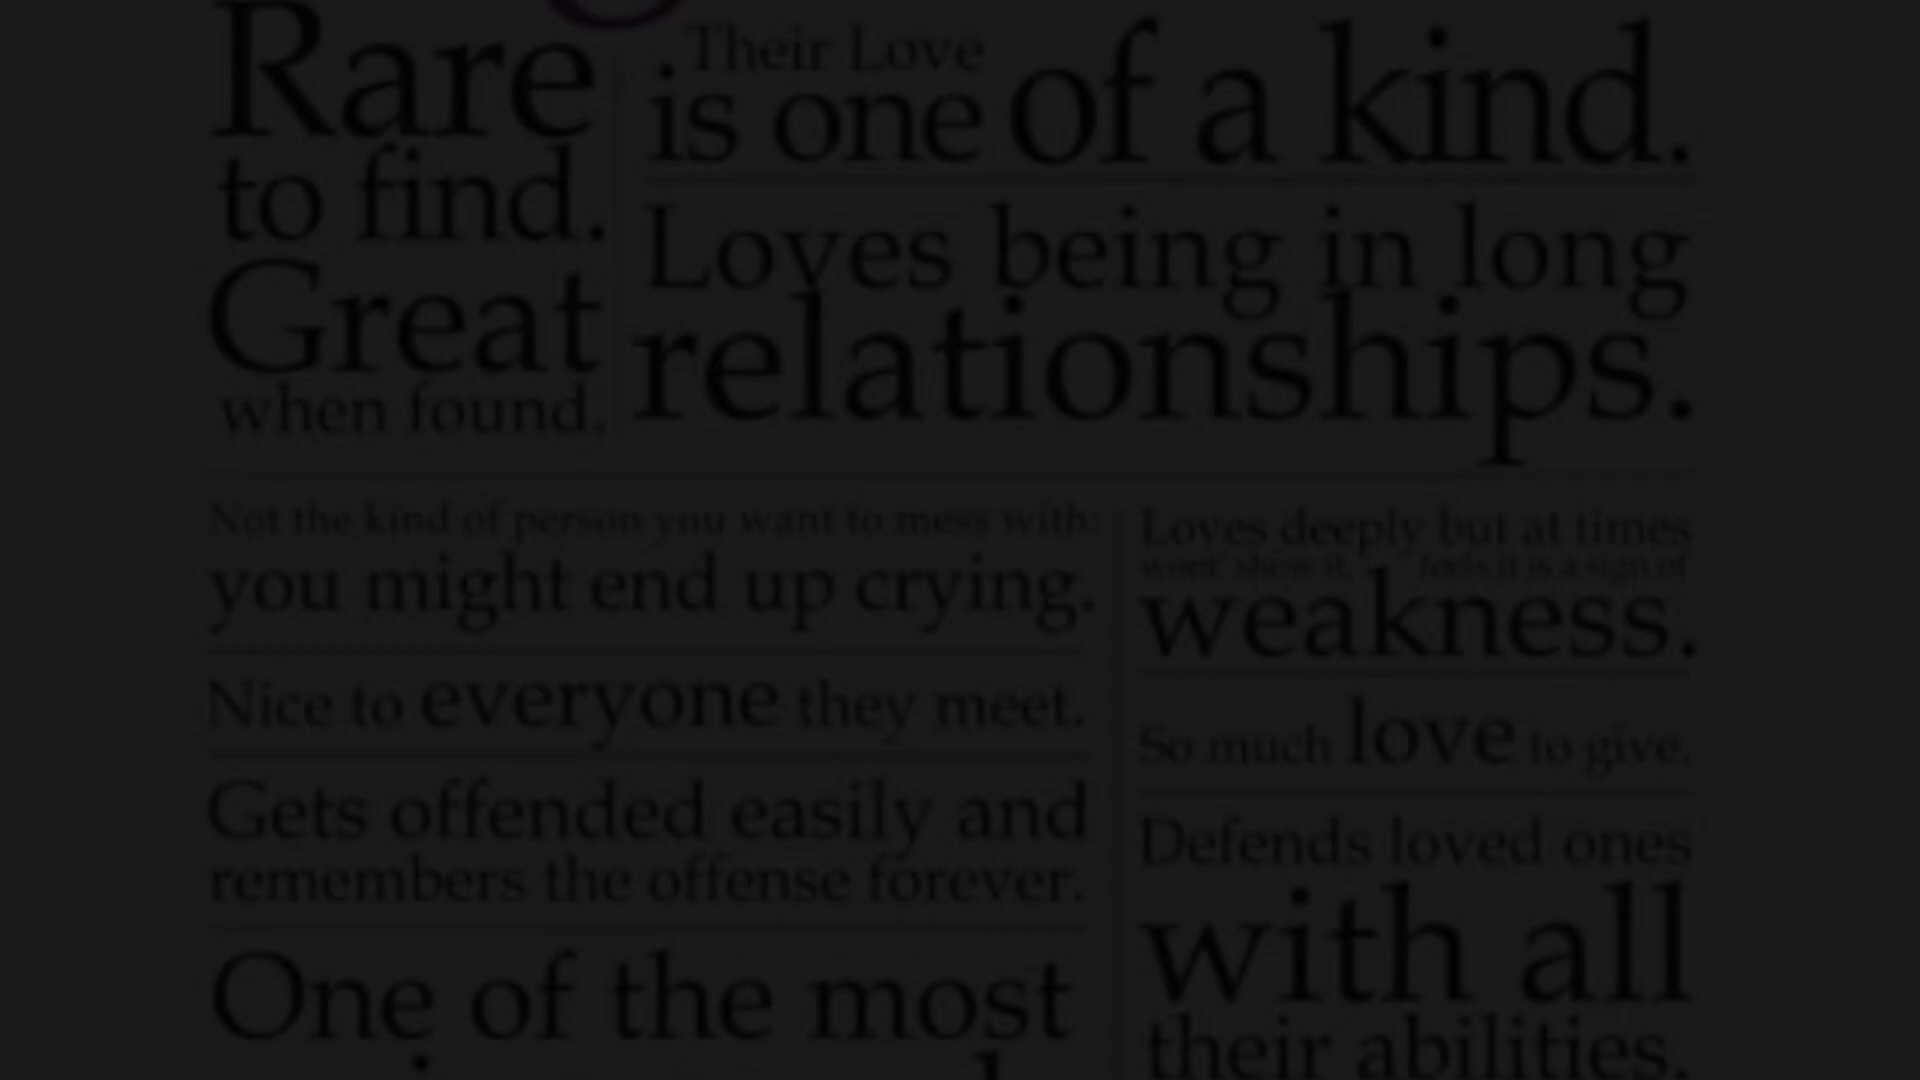 Rare
to find.
Great
when found.
Their Love
is one of a kind.
Loves being in long
relationships.
Not the kind of person you want to mess with:
you might end up crying.
Nice to everyone they meet.
Gets offended easily and
remembers the offense forever.
One of the most
Loves deeply but at times
wont' show it, feels it is a sign of
weakness.
So much love to give.
Defends loved ones
with all
their abilities.